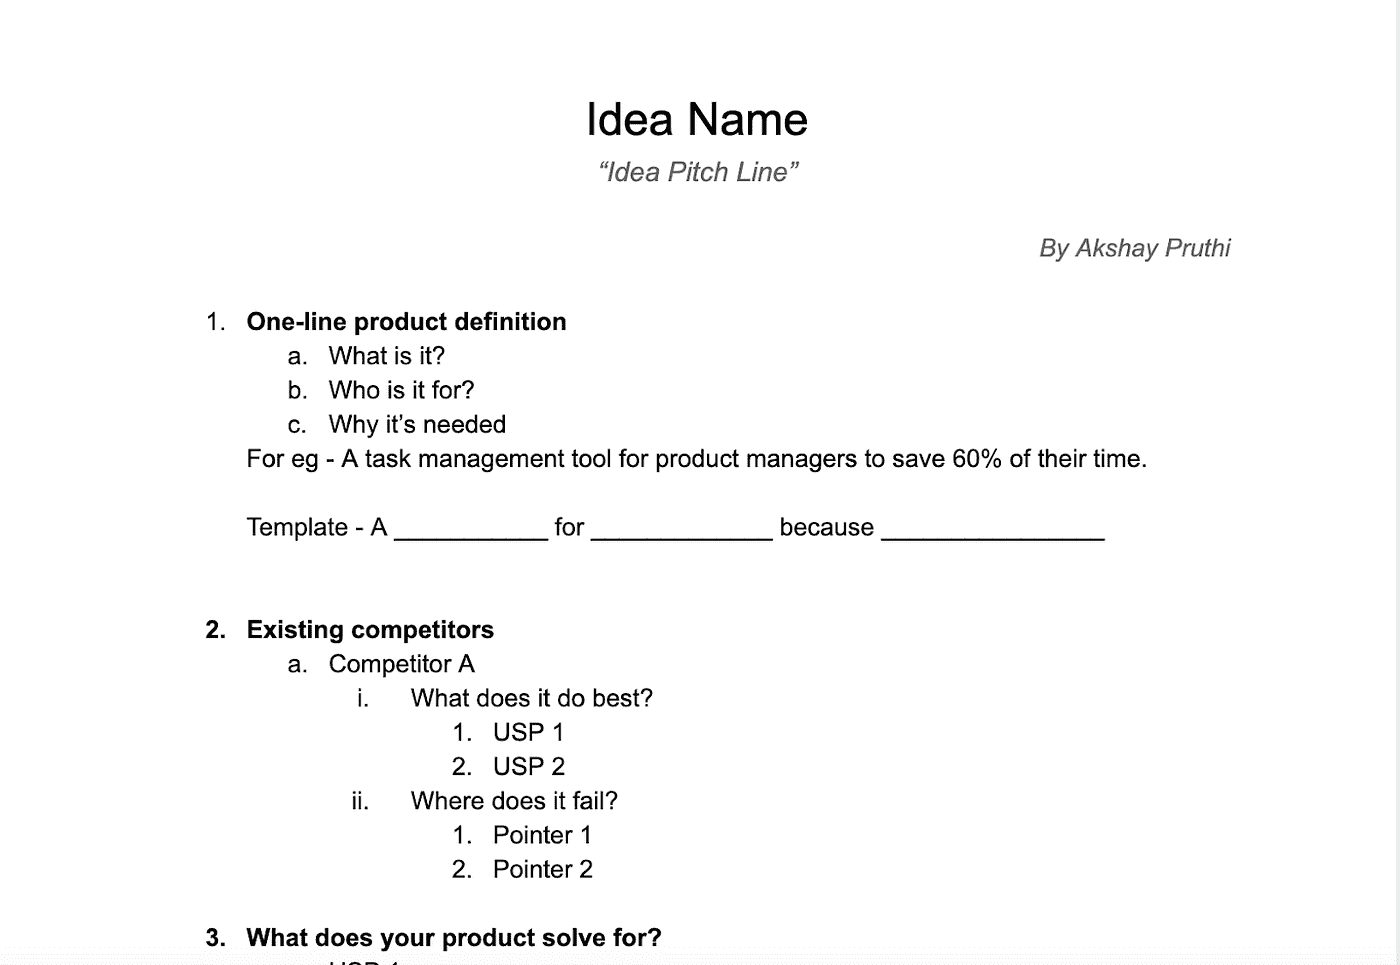 Idea Name
“Idea Pitch Line”
By Akshay Pruthi
1. One-line product definition
a. What is it?
b. Who is it for?
c. Why it’s needed
For eg - A task management tool for product managers to save 60% of their time.
Template - A ___________ for _____________ because ________________
2. Existing competitors
a. Competitor A
i. What does it do best?
1. USP 1
2. USP 2
ii. Where does it fail?
1. Pointer 1
2. Pointer 2
3. What does your product solve for?
USP 1